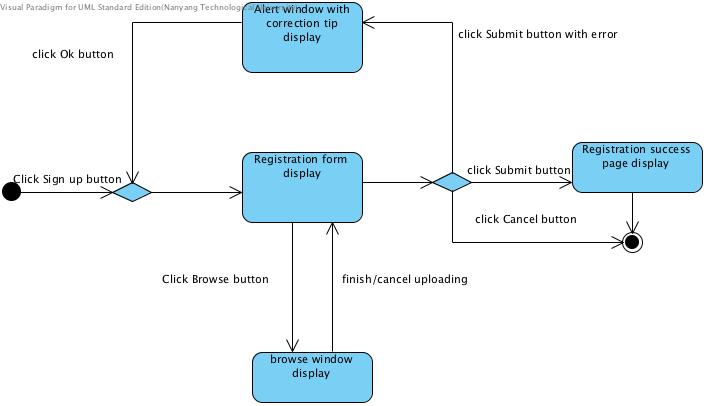 Visual Paradigm for UML Standard Edition(Nanyang Technological
Alert window with
correction tip
display
click Submit button with error
click Ok button
Registration success
page display
Registration form
display
click Submit button
Click Sign up button
click Cancel button
Click Browse button
finish/cancel uploading
browse window
display